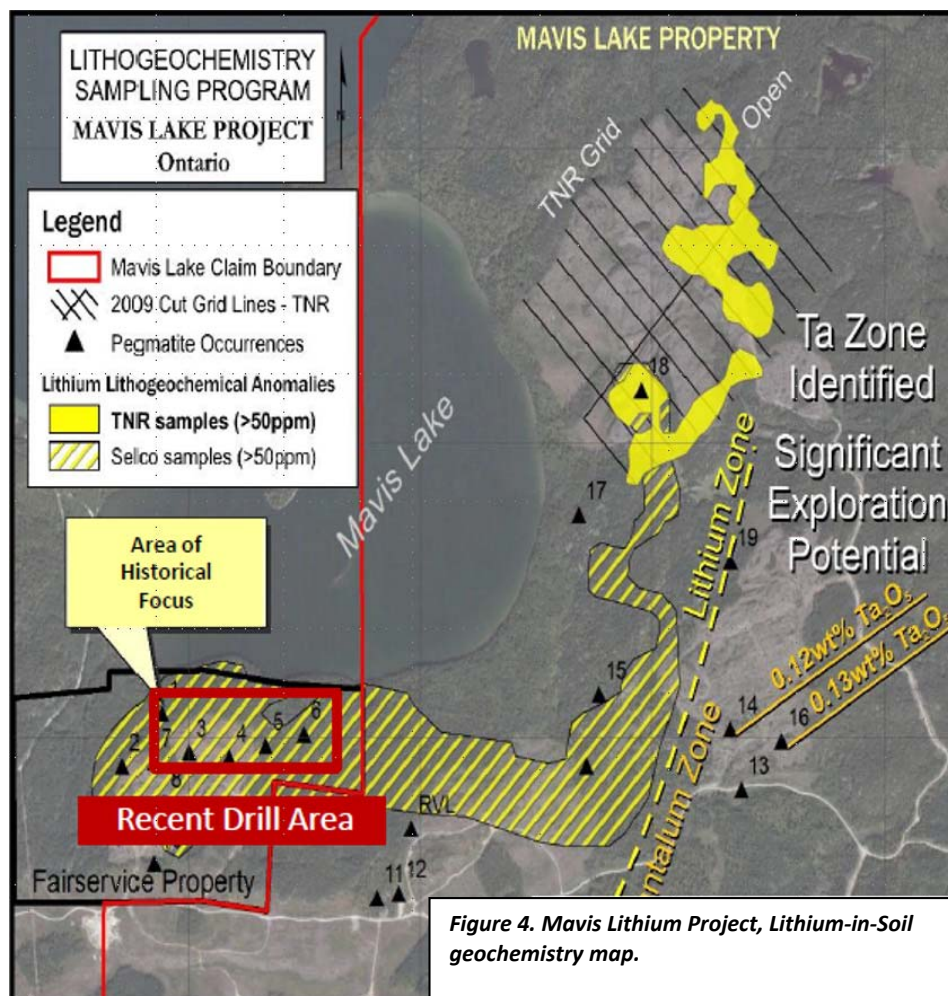 LITHOGEOCHEMISTRY
SAMPLING PROGRAM
MAVIS LAKE PROJECT
Ontario
N
Legend
Mavis Lake Claim Boundary
2009 Cut Grid Lines - TNR
Pegmatite Occurrences
Lithium Lithogeochemical Anomalies
TNR samples (>50ppm)
Selico samples (>50ppm)
MAVIS LAKE PROPERTY
TNR Grid
Open
Mavis Lake
18
17
Ta Zone
Identified
Significant
Exploration
Potential
Lithium Zone
19
Area of
Historical
Focus
0.12wt% Ta₂O₅
0.13wt% Ta₂O₅
15
14
16
13
1
2
7
3
4
5
6
8
Recent Drill Area
RVL
Fairservice Property
11
12
ntalum Zone
Figure 4. Mavis Lithium Project, Lithium-in-Soil
geochemistry map.